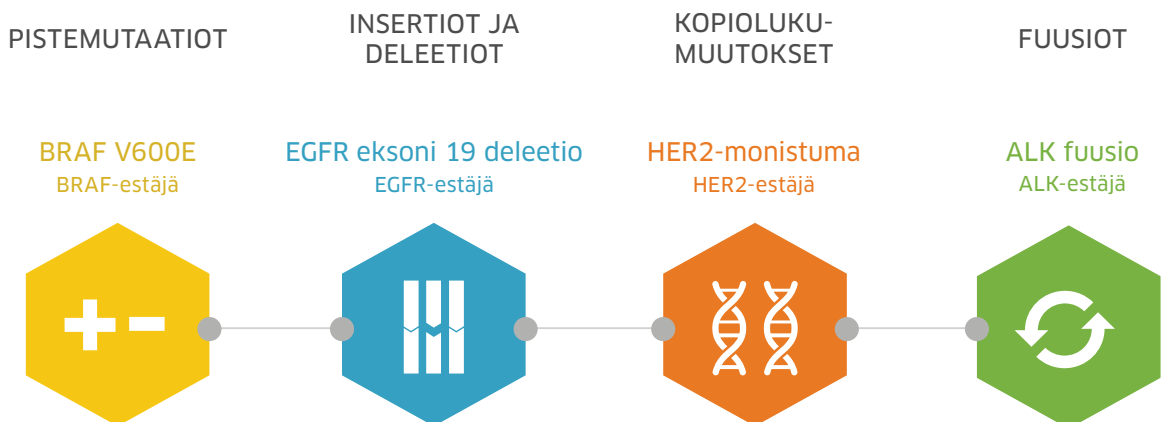 PISTEMUTAATIOT
INSERTIOT JA
DELEETIOT
KOPIOLUKU-
MUUTOKSET
FUUSIOT
BRAF V600E
BRAF-estäjä
EGFR eksoni 19 deleetio
EGFR-estäjä
HER2-monistuma
HER2-estäjä
ALK fuusio
ALK-estäjä